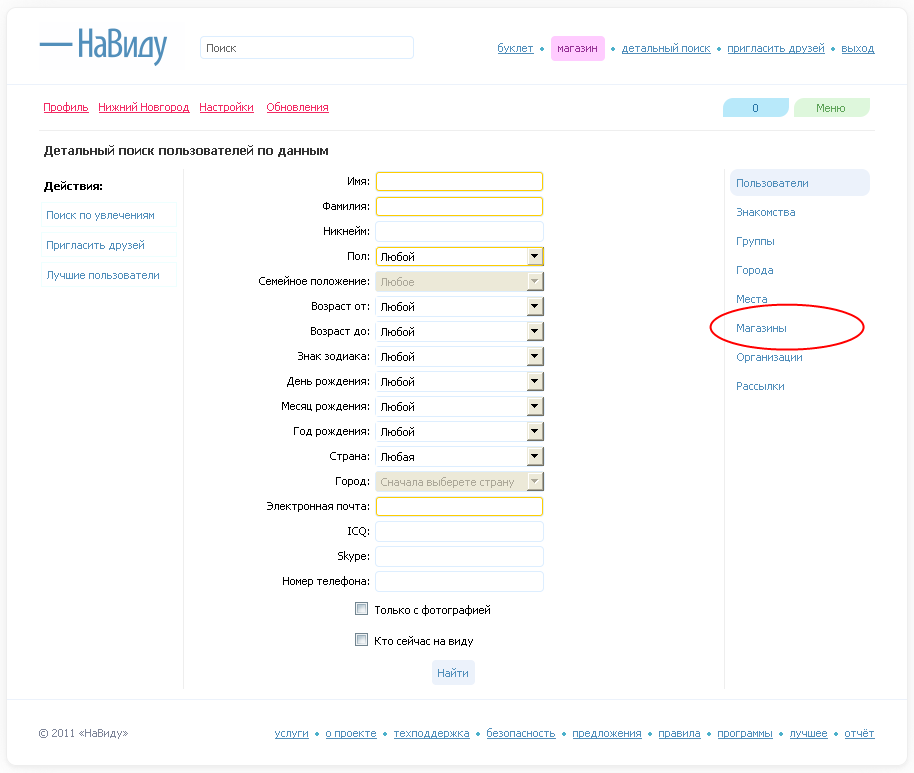 НаВиду
Поиск
буклет • магазин • детальный поиск • пригласить друзей • выход
Профиль Нижний Новгород Настройки Обновления
0 Меню
Детальный поиск пользователей по данным
Действия:
Поиск по увлечениям
Пригласить друзей
Лучшие пользователи
Имя:
Фамилия:
Никнейм:
Пол: Любой
Семейное положение: Любое
Возраст от: Любой
Возраст до: Любой
Знак зодиака: Любой
День рождения: Любой
Месяц рождения: Любой
Год рождения: Любой
Страна: Любая
Город: Сначала выберете страну
Электронная почта:
ICQ:
Skype:
Номер телефона:
Только с фотографией
Кто сейчас на виду
Найти
Пользователи
Знакомства
Группы
Города
Места
Магазины
Организации
Рассылки
© 2011 «НаВиду»
услуги • о проекте • техподдержка • безопасность • предложения • правила • программы • лучшее • отчёт